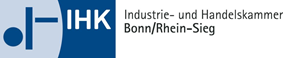 IHK
Industrie- und Handelskammer
Bonn/Rhein-Sieg